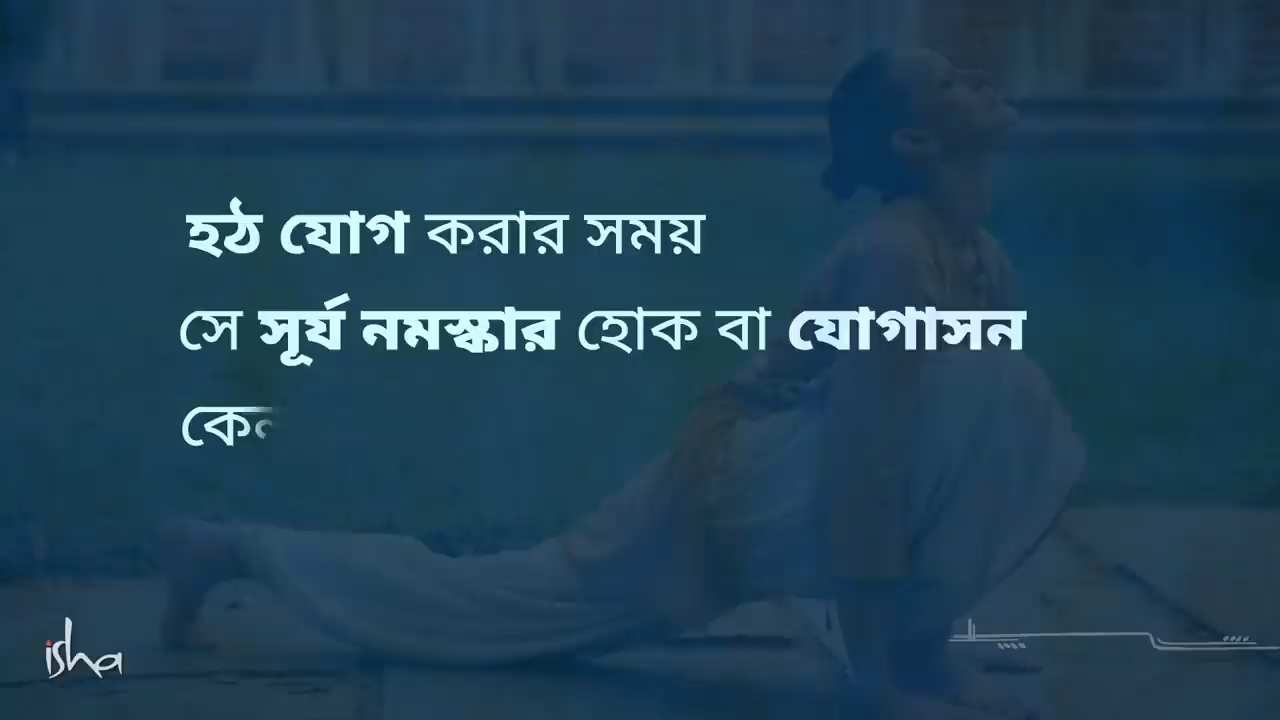 হঠ যোগ করার সময়
সে সূর্য নমস্কার হোক বা যোগাসন
isha